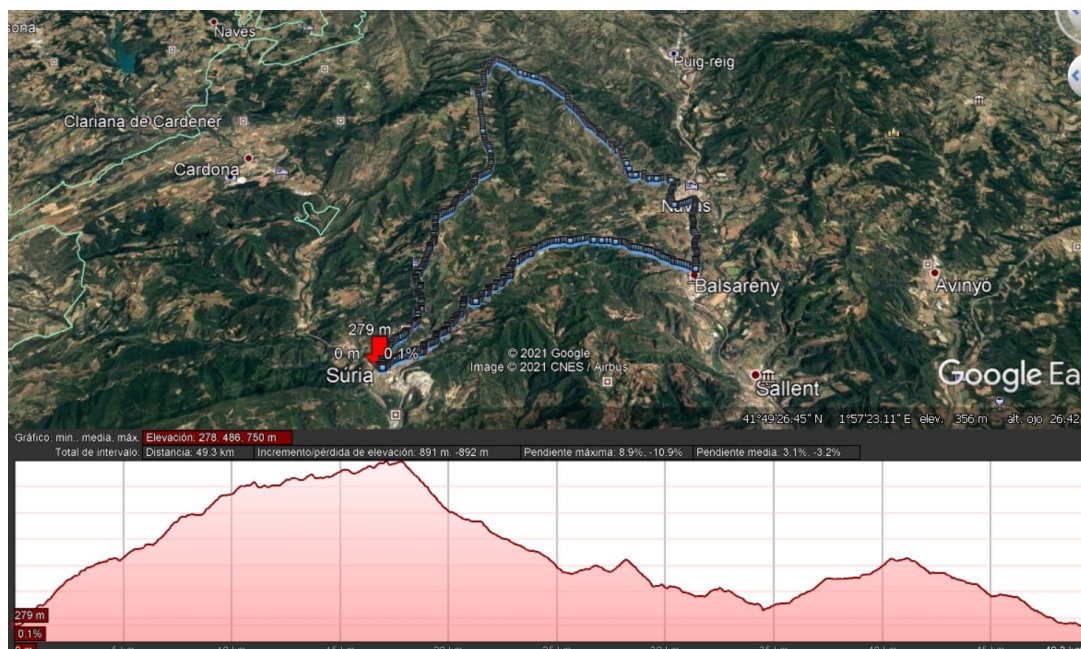 Naves
Puig-reig
Clariana de Cardener
Cardona
Navàs
Balsareny
Avinyó
279 m
0 m
0.1%
Súria
© 2021 Google
Image © 2021 CNES / Airbus
Sallent
Google Ea
41°49'26.45" N 1°57'23.11" E elev. 356 m alt. ojo 26.42
Gráfico: min., media, máx. Elevación: 278, 486, 750 m
Total de intervalo: Distancia: 49.3 km Incremento/pérdida de elevación: 891 m, -892 m Pendiente máxima: 8.9%, -10.9% Pendiente media: 3.1%, -3.2%
279 m
0.1%